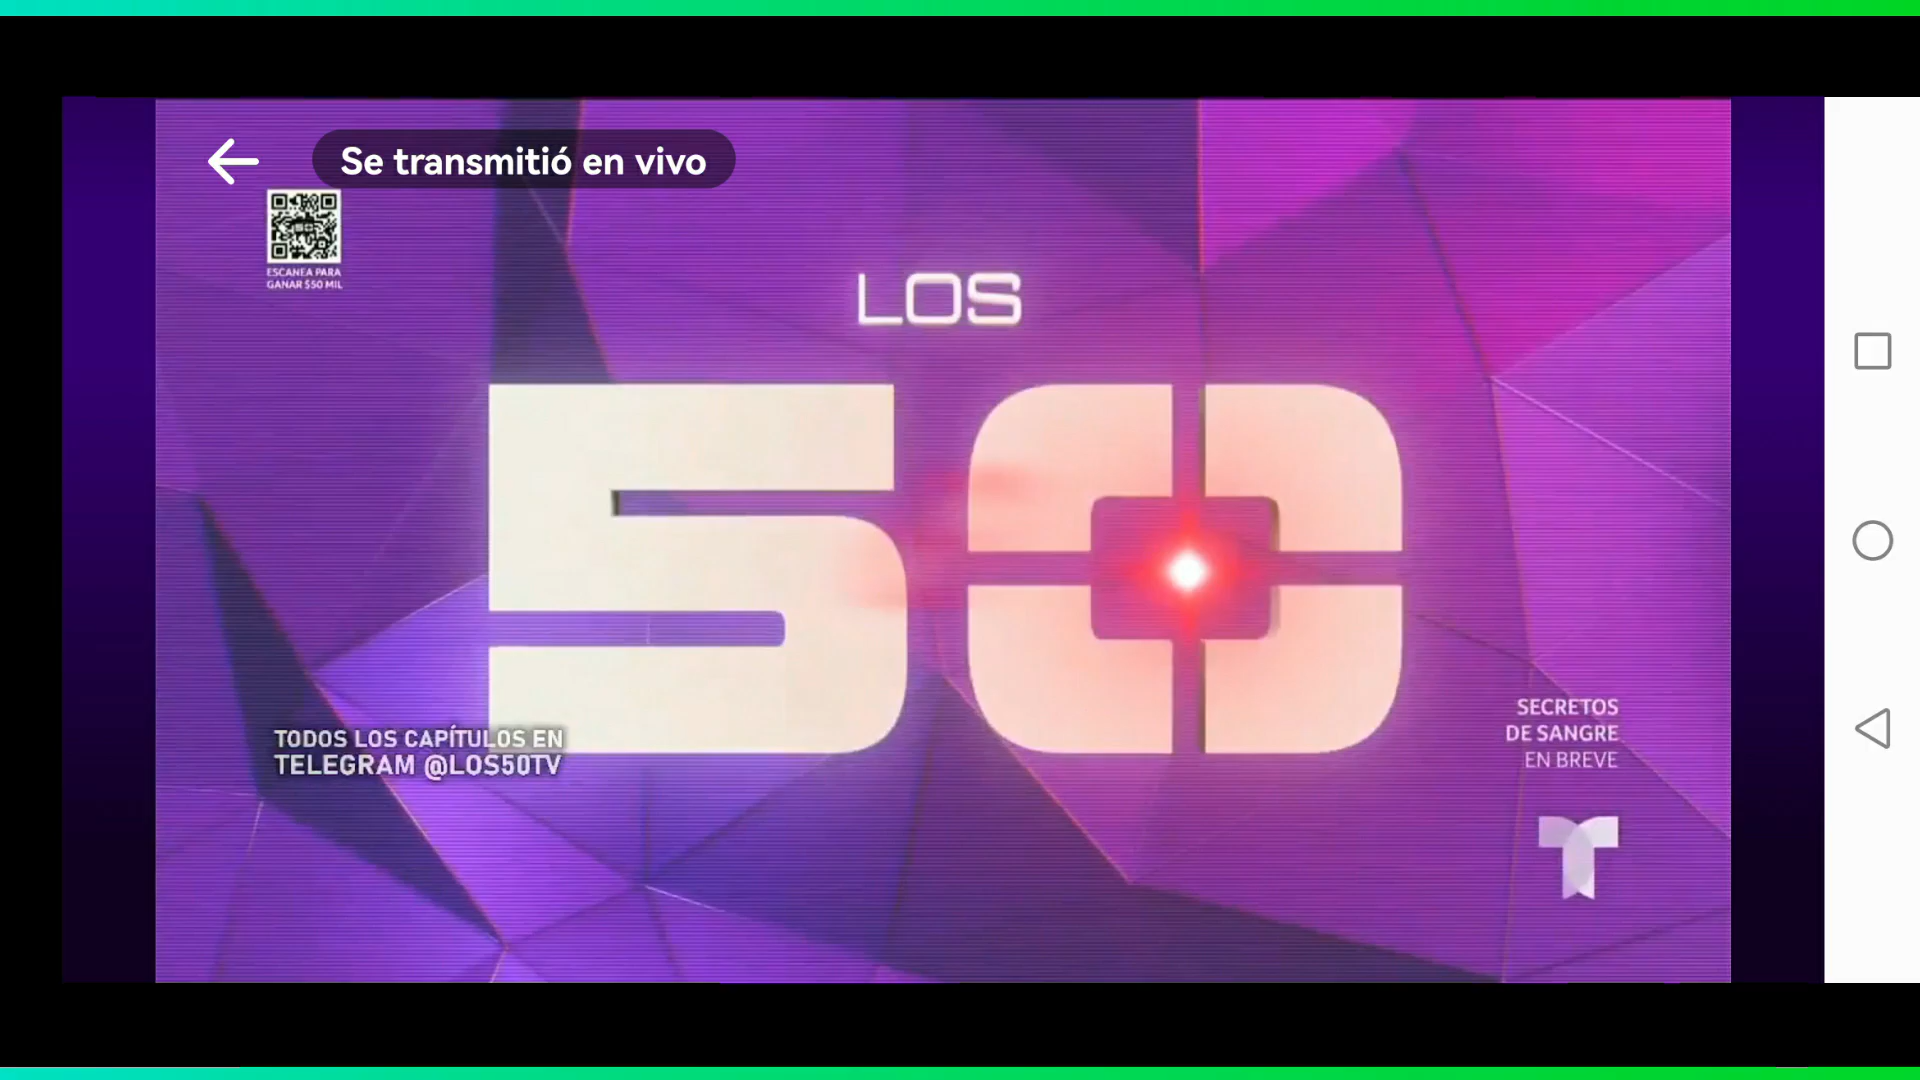 Se transmitió en vivo
ESCANEA PARA
GANAR $50 MIL
LOS
50
TODOS LOS CAPÍTULOS EN
TELEGRAM @LOS50TV
SECRETOS
DE SANGRE
EN BREVE